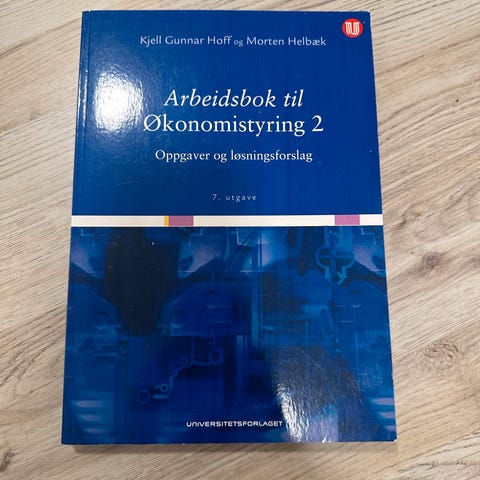 Kjell Gunnar Hoff og Morten Helbæk
Arbeidsbok til
Økonomistyring 2
Oppgaver og løsningsforslag
7. utgave
UNIVERSITETSFORLAGET